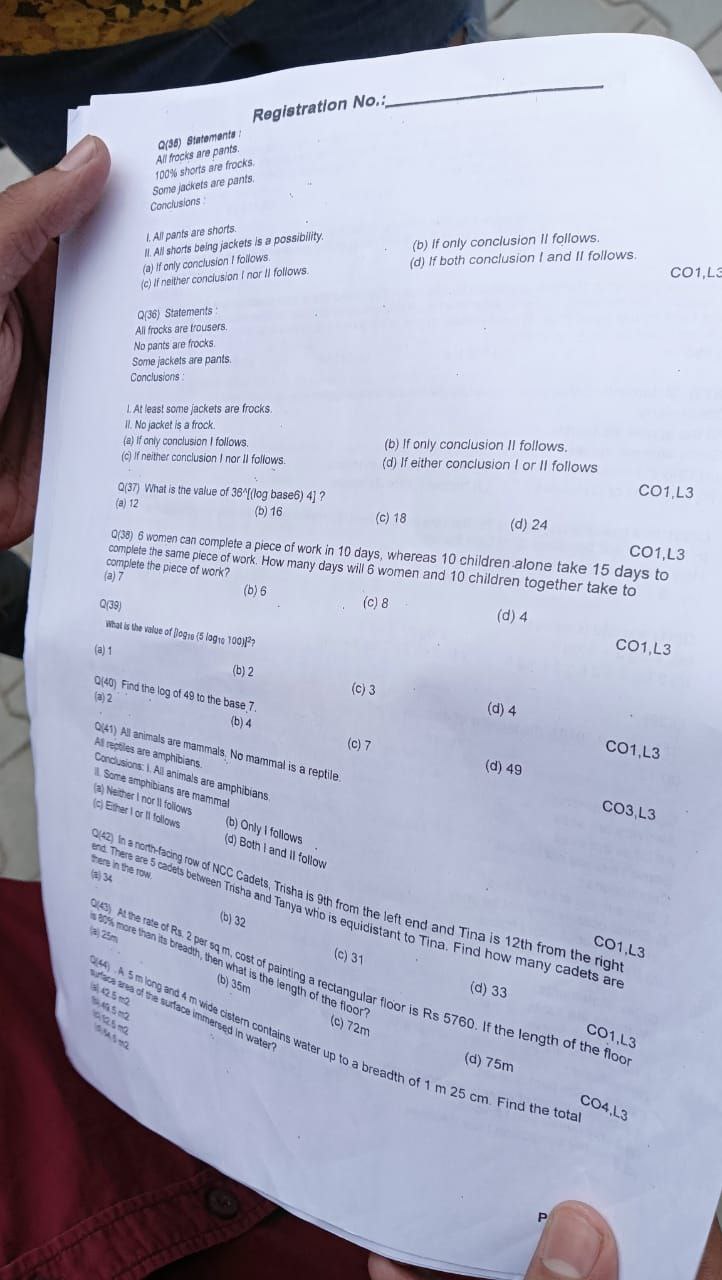 Registration No.:
Q(36) Statements :
All frocks are pants.
100% shorts are frocks.
Some jackets are pants.
Conclusions :
I. All pants are shorts.
II. All shorts being jackets is a possibility.
(a) If only conclusion I follows.
(b) If only conclusion II follows.
(c) If neither conclusion I nor II follows.
(d) If both conclusion I and II follows.
CO1,L3
Q(36) Statements :
All frocks are trousers.
No pants are frocks.
Some jackets are pants.
Conclusions :
I. At least some jackets are frocks.
II. No jacket is a frock.
(a) If only conclusion I follows.
(b) If only conclusion II follows.
(c) If neither conclusion I nor II follows.
(d) If either conclusion I or II follows
CO1,L3
Q(37) What is the value of 36^[(log base6) 4] ?
(a) 12 (b) 16 (c) 18 (d) 24
CO1,L3
Q(38) 6 women can complete a piece of work in 10 days, whereas 10 children alone take 15 days to
complete the same piece of work. How many days will 6 women and 10 children together take to
complete the piece of work?
(a) 7 (b) 6 (c) 8 (d) 4
CO1,L3
Q(39)
What is the value of [log₁₀ (5 log₁₀ 100)]²?
(a) 1 (b) 2 (c) 3 (d) 4
CO1,L3
Q(40) Find the log of 49 to the base 7.
(a) 2 (b) 4 (c) 7 (d) 49
CO3,L3
Q(41) All animals are mammals, No mammal is a reptile.
All reptiles are amphibians.
Conclusions: I. All animals are amphibians
II. Some amphibians are mammal
(a) Neither I nor II follows (b) Only I follows
(c) Either I or II follows (d) Both I and II follow
CO1,L3
Q(42) In a north-facing row of NCC Cadets, Trisha is 9th from the left end and Tina is 12th from the right
end. There are 5 cadets between Trisha and Tanya who is equidistant to Tina. Find how many cadets are
there in the row.
(a) 34 (b) 32 (c) 31 (d) 33
CO1,L3
Q(43) At the rate of Rs. 2 per sq m, cost of painting a rectangular floor is Rs 5760. If the length of the floor
is 80% more than its breadth, then what is the length of the floor?
(a) 25m (b) 35m (c) 72m (d) 75m
CO4,L3
Q(44) . A 5 m long and 4 m wide cistern contains water up to a breadth of 1 m 25 cm. Find the total
surface area of the surface immersed in water?
(a) 42.5 m2
(b) 49.5 m2
(c) 52.5 m2
(d) 54.5 m2
P